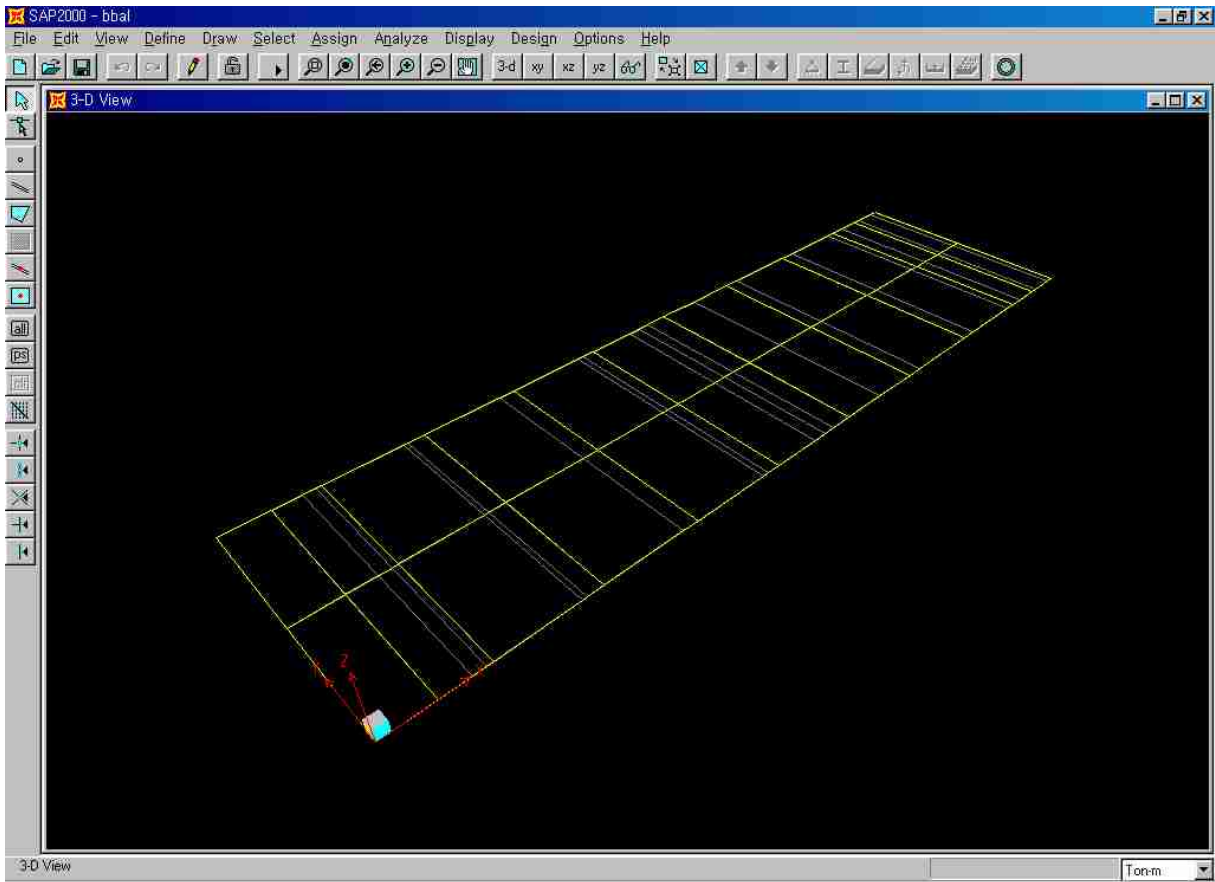 SAP2000 - bbal
File Edit View Define Draw Select Assign Analyze Display Design Options Help
3-d xy xz yz
3-D View
all
ps
Z
3-D View
Ton-m